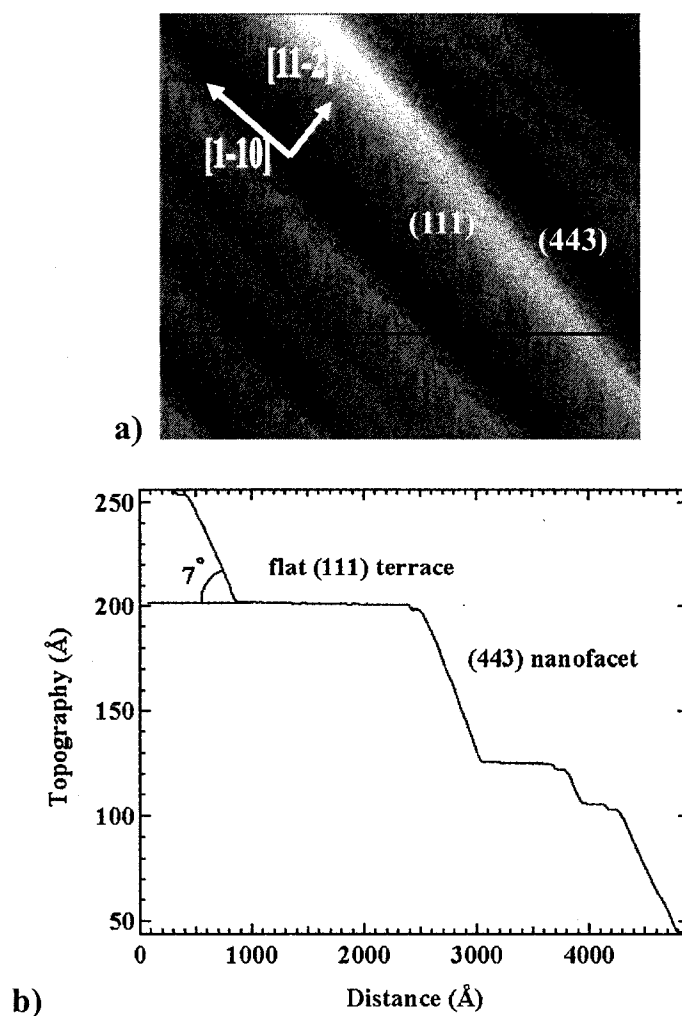 [11-2]
[1-10]
(111)
(443)
a)
250
200
150
100
50
7°
flat (111) terrace
(443) nanofacet
Topography (Å)
0 1000 2000 3000 4000
Distance (Å)
b)